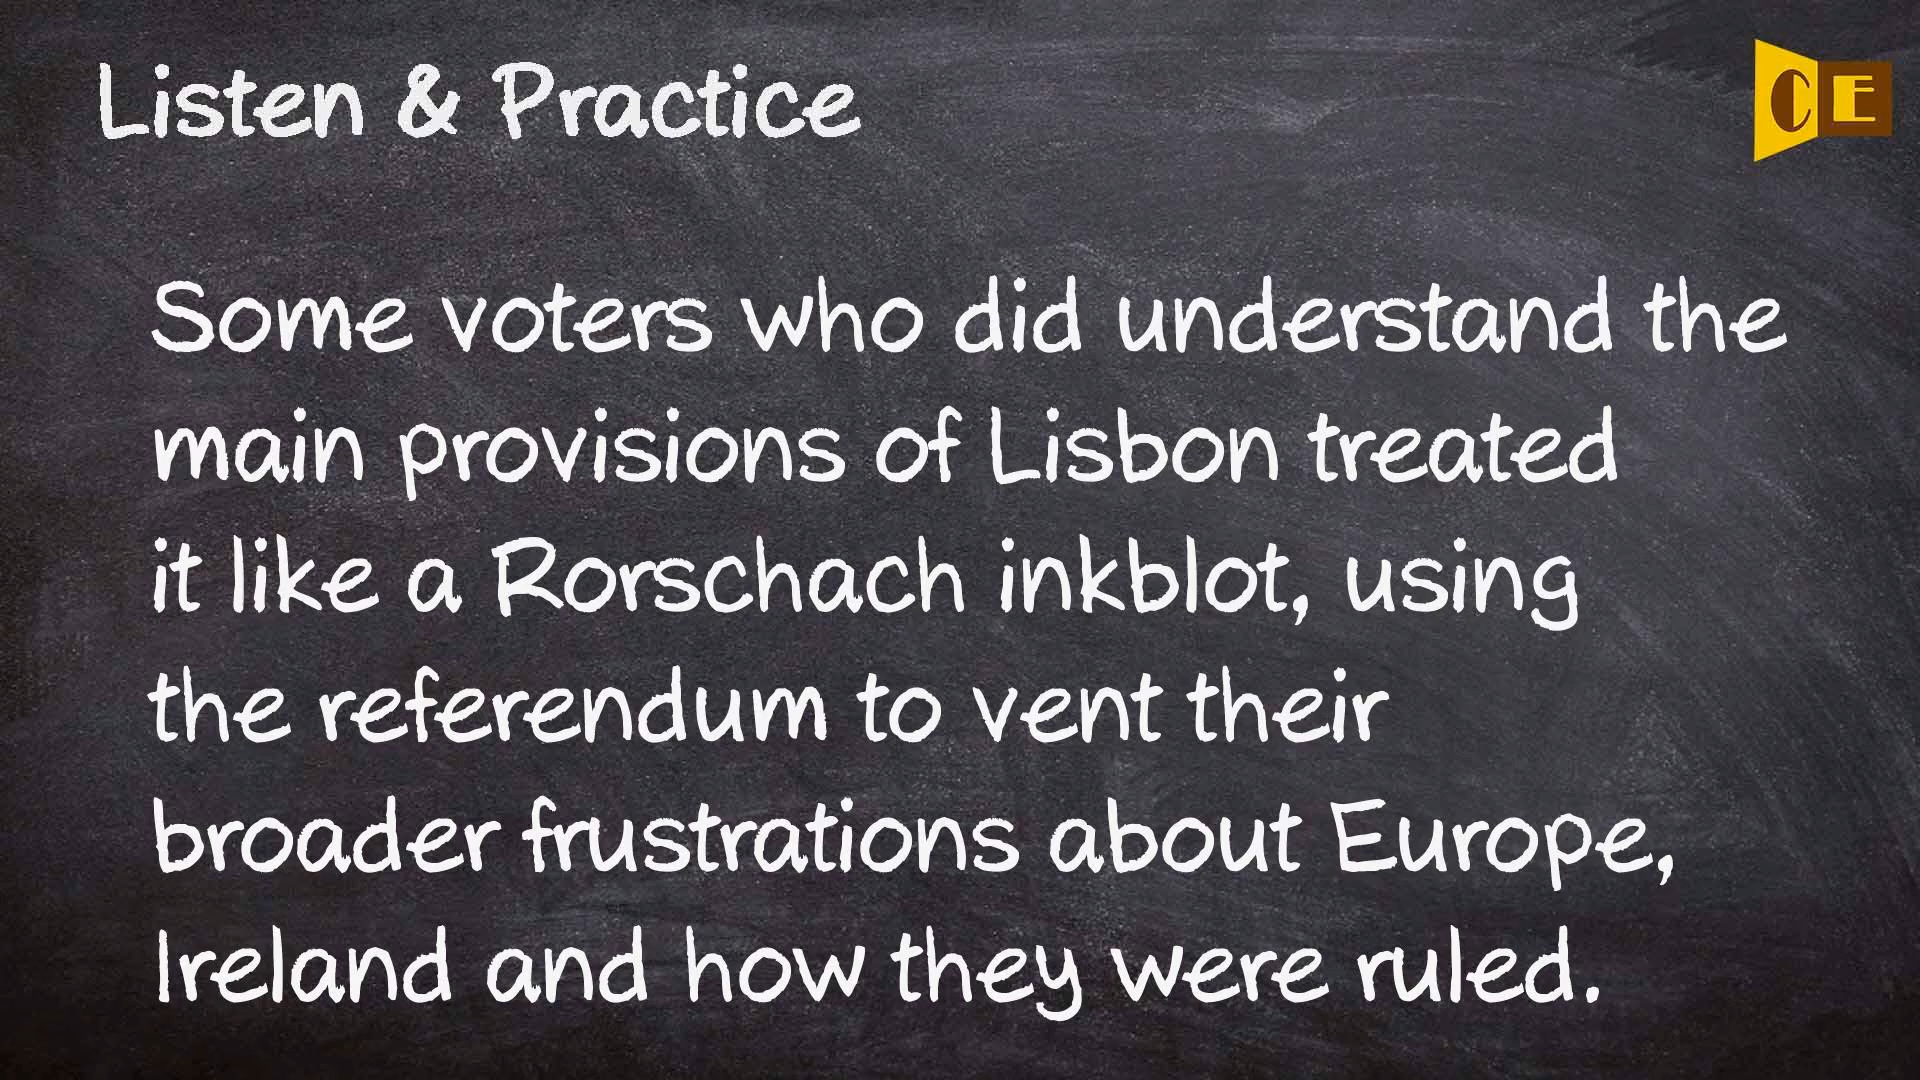 Listen & Practice
CE
Some voters who did understand the
main provisions of Lisbon treated
it like a Rorschach inkblot, using
the referendum to vent their
broader frustrations about Europe,
Ireland and how they were ruled.